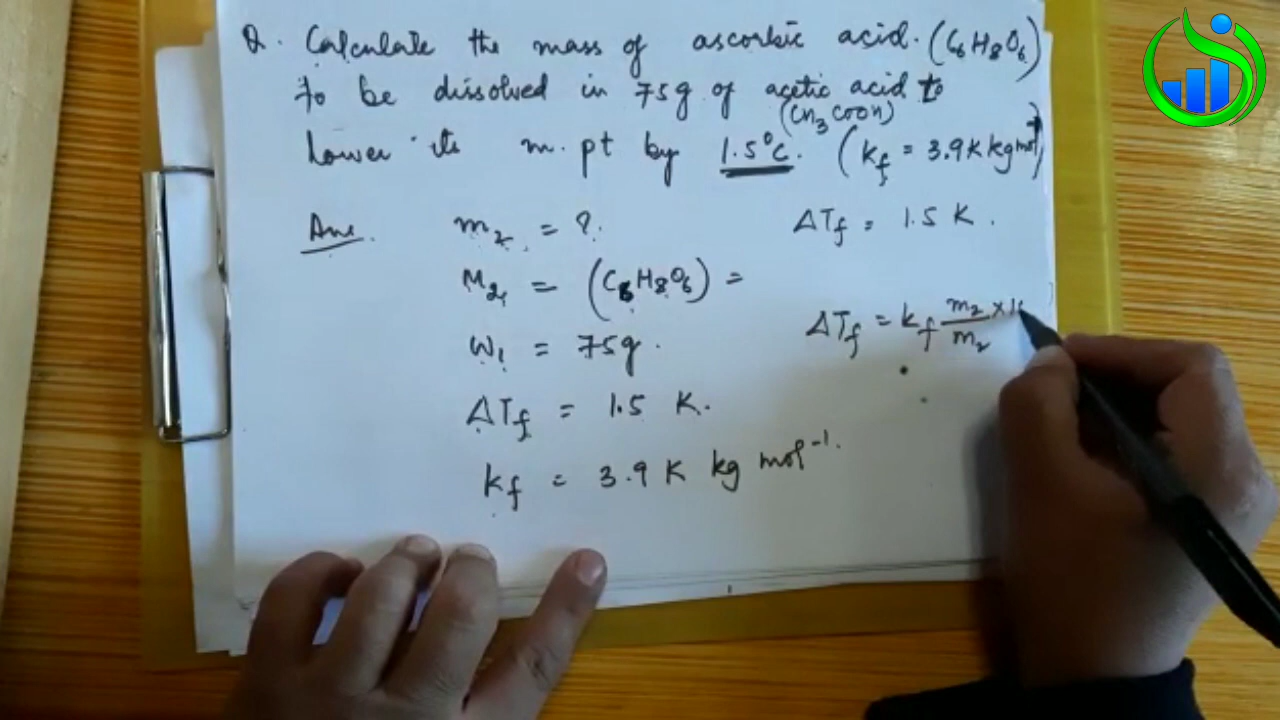 Q. Calculate the mass of ascorbic acid. (C6H8O6)
to be dissolved in 75g of acetic acid to
(CH3COOH)
lower its m. pt by 1.5°C. (kf = 3.9K kg mol-1)
Ans. m2 = ?
ΔTf = 1.5 K.
M2 = (C6H8O6) =
ΔTf = kf m2 ×
m2
W1 = 75g.
ΔTf = 1.5 K.
kf = 3.9 K kg mol-1.